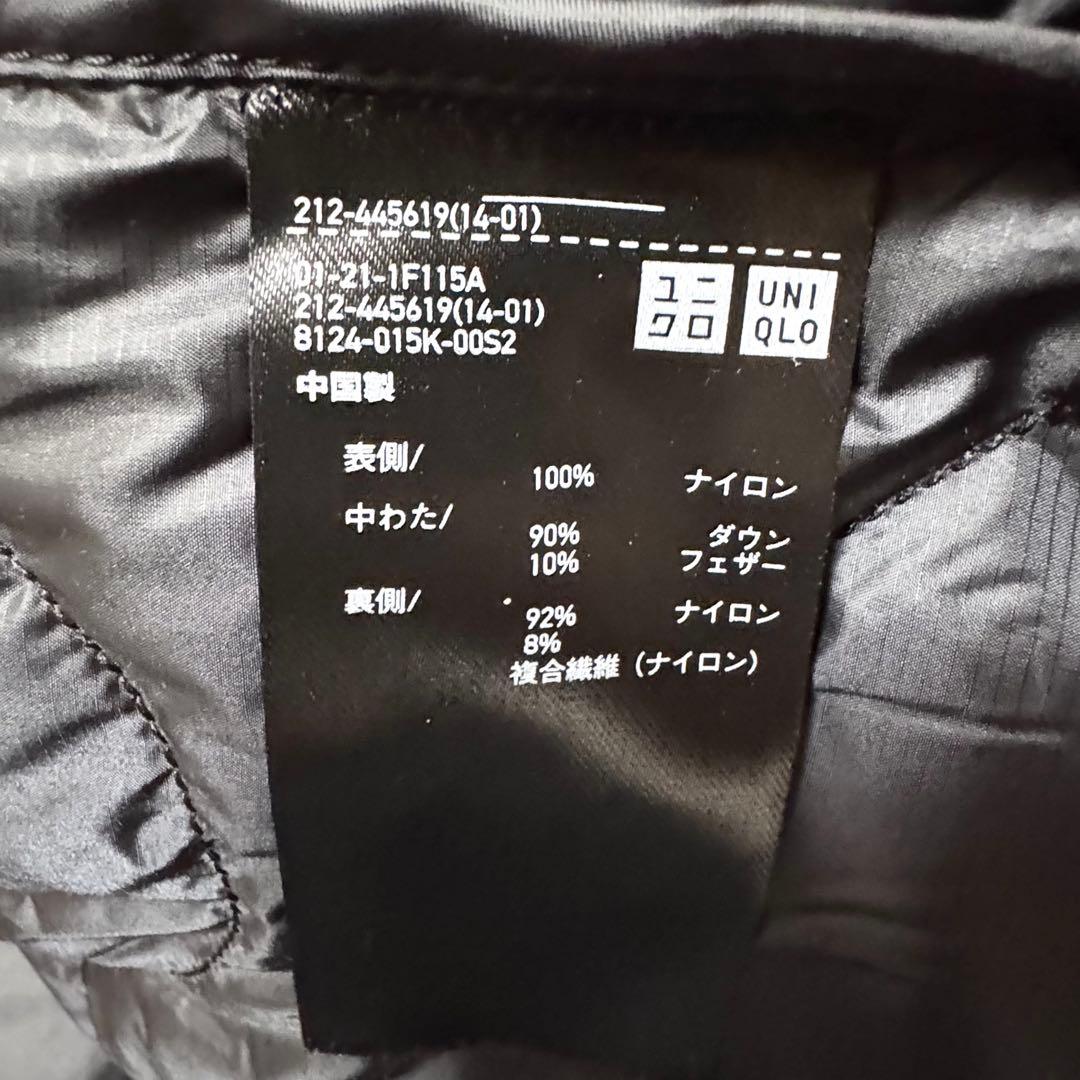 212-445619(14-01)
01-21-1F115A
212-445619(14-01)
8124-015K-00S2
ユニ
クロ
UNI
QLO
中国製
表側/
100% ナイロン
中わた/
90% ダウン
10% フェザー
裏側/
92% ナイロン
8%
複合繊維 (ナイロン)